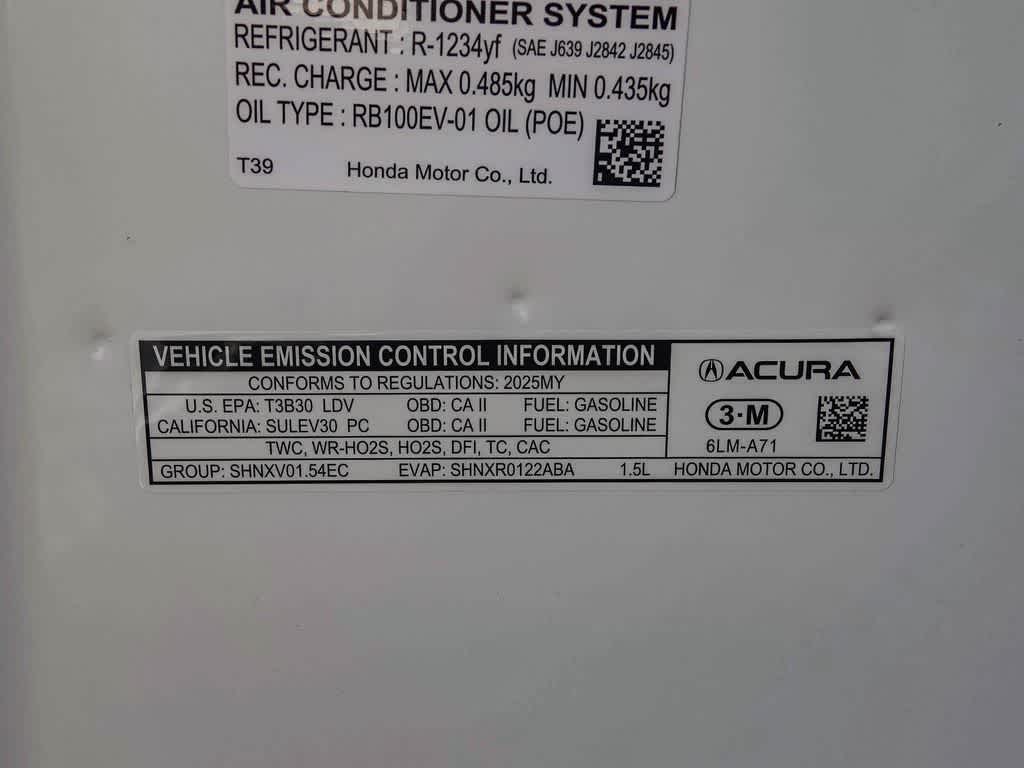 AIR CONDITIONER SYSTEM
REFRIGERANT : R-1234yf (SAE J639 J2842 J2845)
REC. CHARGE : MAX 0.485kg MIN 0.435kg
OIL TYPE : RB100EV-01 OIL (POE)
T39 Honda Motor Co., Ltd.
VEHICLE EMISSION CONTROL INFORMATION
CONFORMS TO REGULATIONS: 2025MY
U.S. EPA: T3B30 LDV OBD: CA II FUEL: GASOLINE
CALIFORNIA: SULEV30 PC OBD: CA II FUEL: GASOLINE
TWC, WR-HO2S, HO2S, DFI, TC, CAC
GROUP: SHNXV01.54EC EVAP: SHNXR0122ABA 1.5L HONDA MOTOR CO., LTD.
ACURA
3·M
6LM-A71